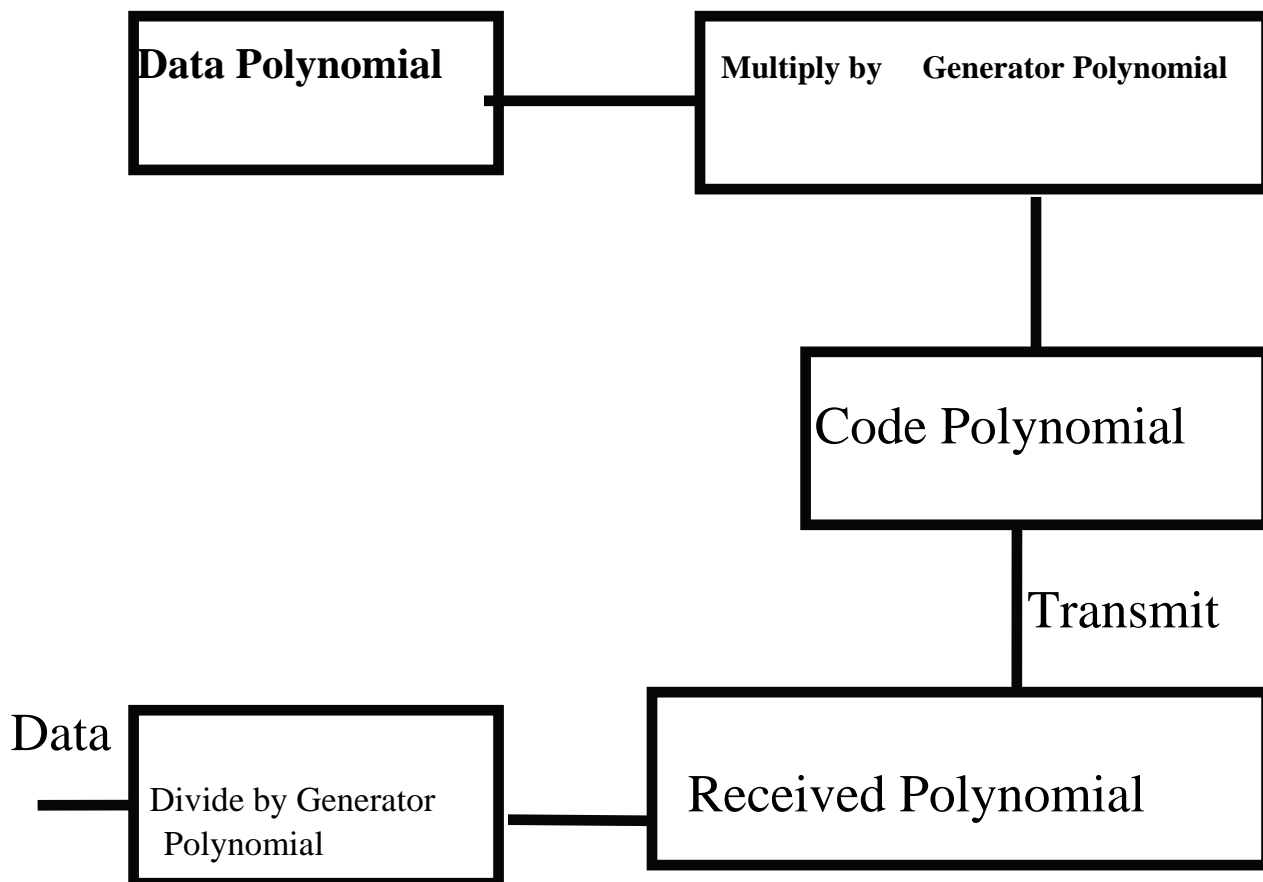 Data Polynomial
Multiply by Generator Polynomial
Code Polynomial
Transmit
Received Polynomial
Data
Divide by Generator
Polynomial